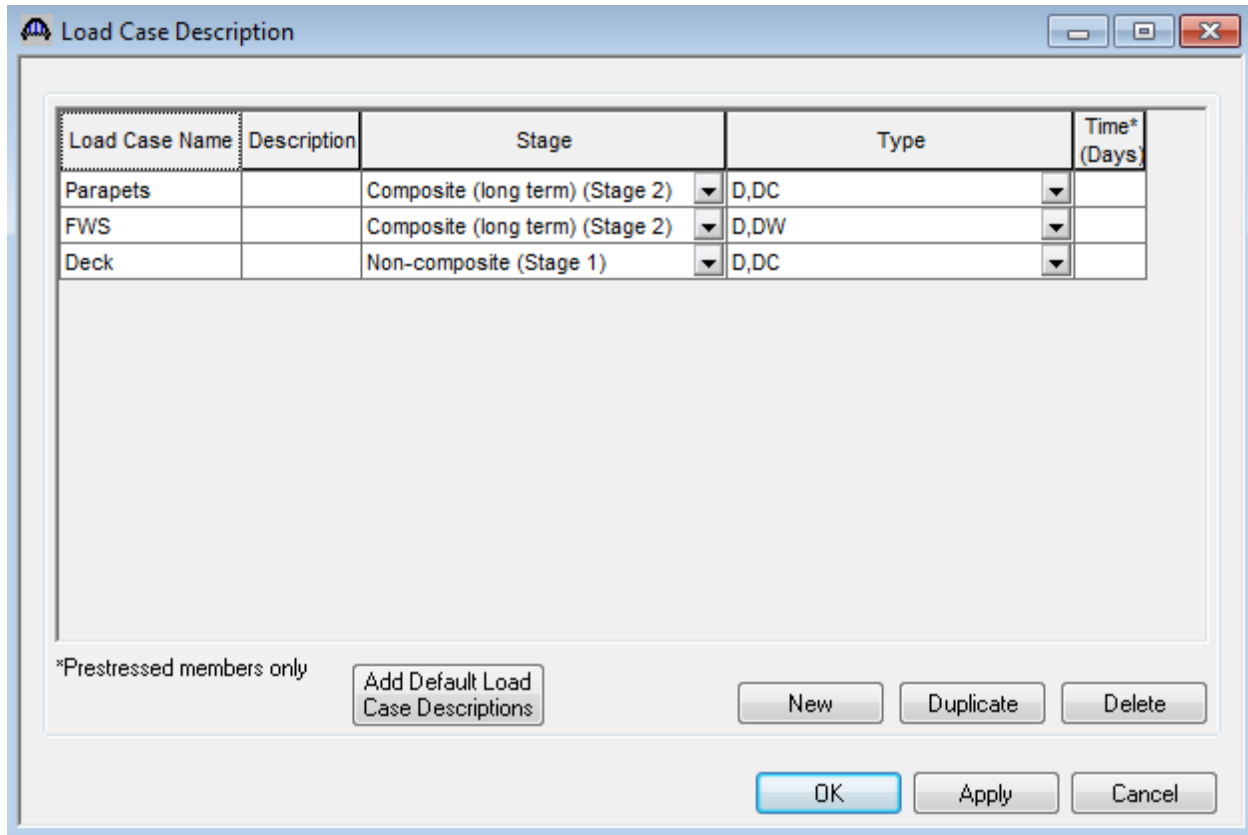 Load Case Description
Load Case Name Description Stage Type Time* (Days)
Parapets Composite (long term) (Stage 2) D,DC
FWS Composite (long term) (Stage 2) D,DW
Deck Non-composite (Stage 1) D,DC
*Prestressed members only
Add Default Load
Case Descriptions
New Duplicate Delete
OK Apply Cancel